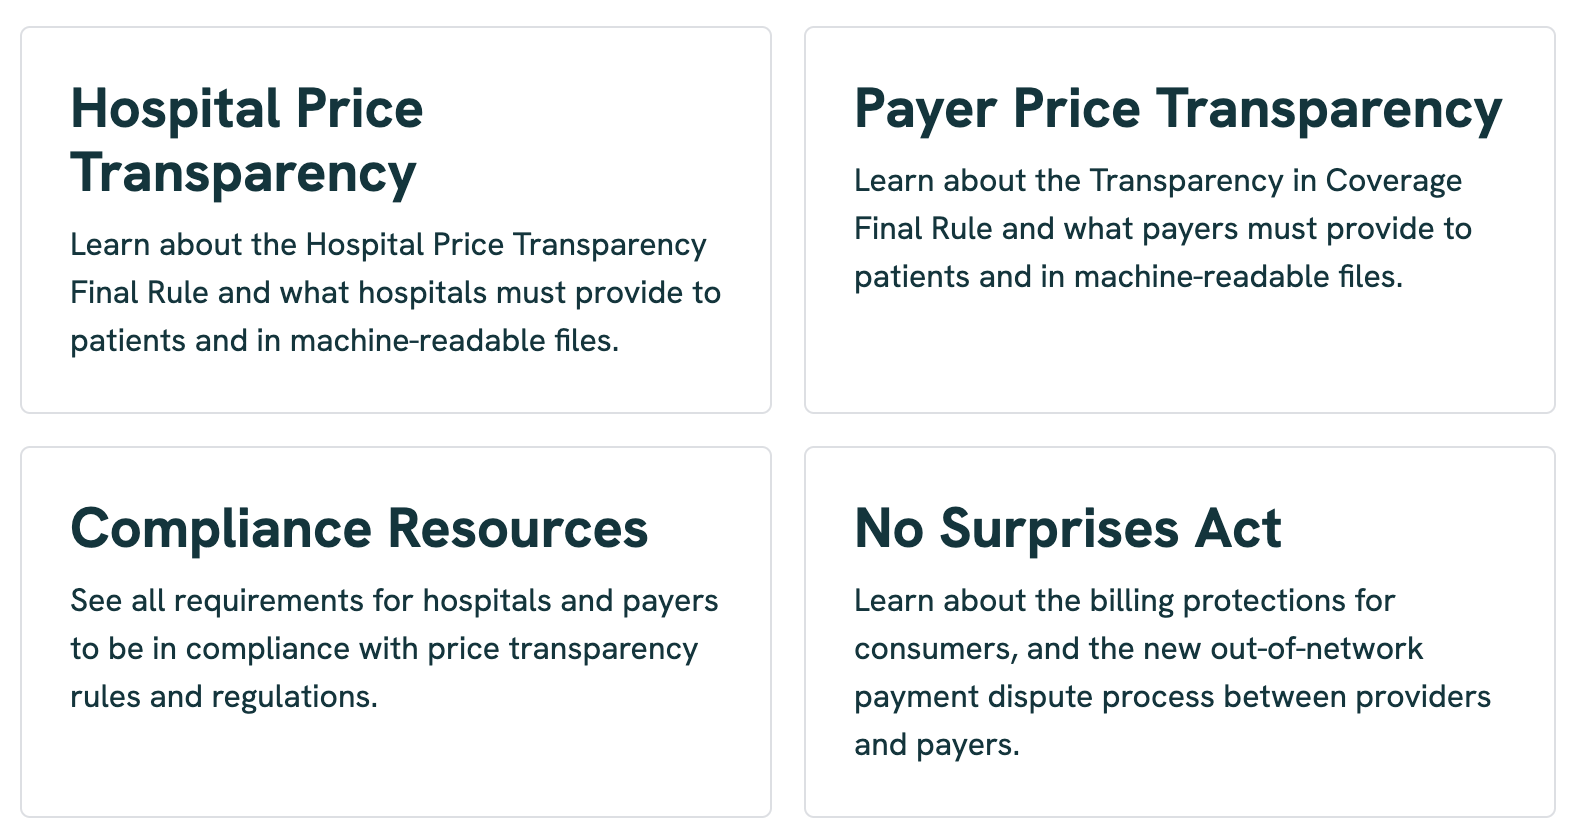 Hospital Price
Transparency
Learn about the Hospital Price Transparency
Final Rule and what hospitals must provide to
patients and in machine-readable files.
Payer Price Transparency
Learn about the Transparency in Coverage
Final Rule and what payers must provide to
patients and in machine-readable files.
Compliance Resources
See all requirements for hospitals and payers
to be in compliance with price transparency
rules and regulations.
No Surprises Act
Learn about the billing protections for
consumers, and the new out-of-network
payment dispute process between providers
and payers.